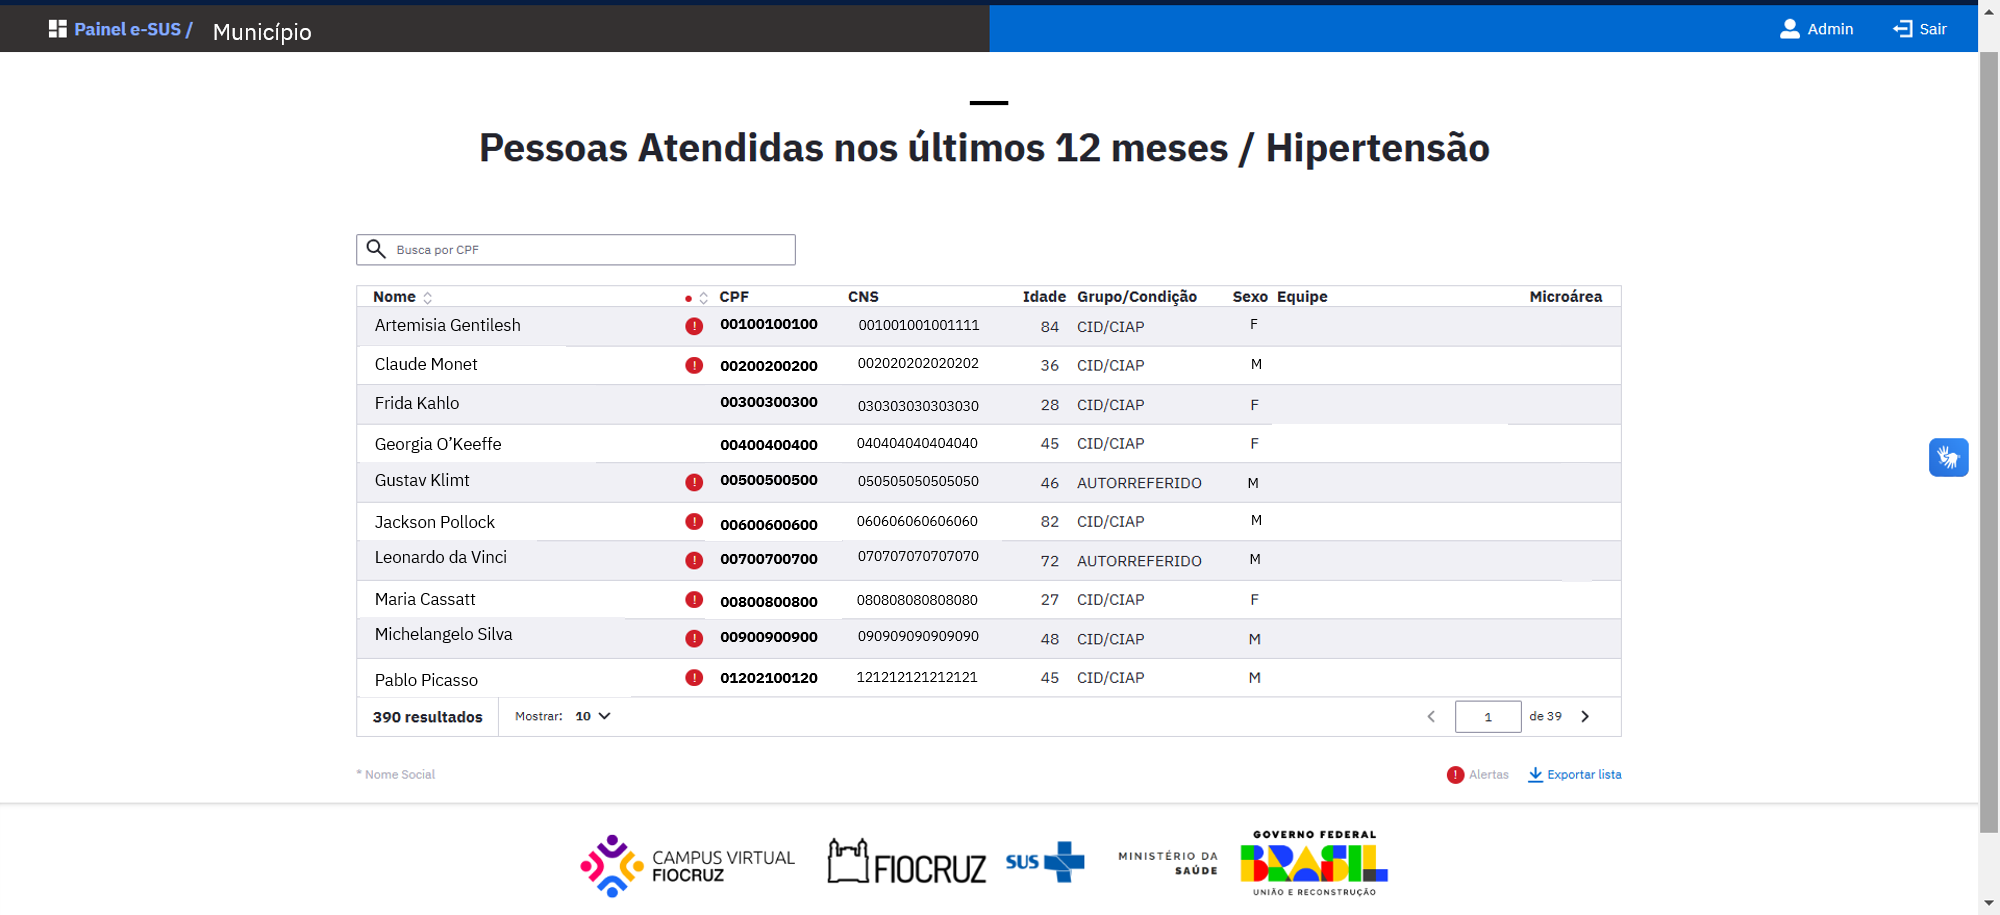 Painel e-SUS / Município
Admin
Sair
Pessoas Atendidas nos últimos 12 meses / Hipertensão
Busca por CPF
Nome CPF CNS Idade Grupo/Condição Sexo Equipe Microárea
Artemisia Gentilesh ! 00100100100 001001001001111 84 CID/CIAP F
Claude Monet ! 00200200200 002020202020202 36 CID/CIAP M
Frida Kahlo 00300300300 030303030303030 28 CID/CIAP F
Georgia O’Keeffe 00400400400 040404040404040 45 CID/CIAP F
Gustav Klimt ! 00500500500 050505050505050 46 AUTORREFERIDO M
Jackson Pollock ! 00600600600 060606060606060 82 CID/CIAP M
Leonardo da Vinci ! 00700700700 070707070707070 72 AUTORREFERIDO M
Maria Cassatt ! 00800800800 080808080808080 27 CID/CIAP F
Michelangelo Silva ! 00900900900 090909090909090 48 CID/CIAP M
Pablo Picasso ! 01202100120 121212121212121 45 CID/CIAP M
390 resultados Mostrar: 10 1 de 39
* Nome Social
! Alertas
Exportar lista
CAMPUS VIRTUAL
FIOCRUZ
FIOCRUZ
SUS
MINISTÉRIO DA
SAÚDE
GOVERNO FEDERAL
BRASIL
UNIÃO E RECONSTRUÇÃO